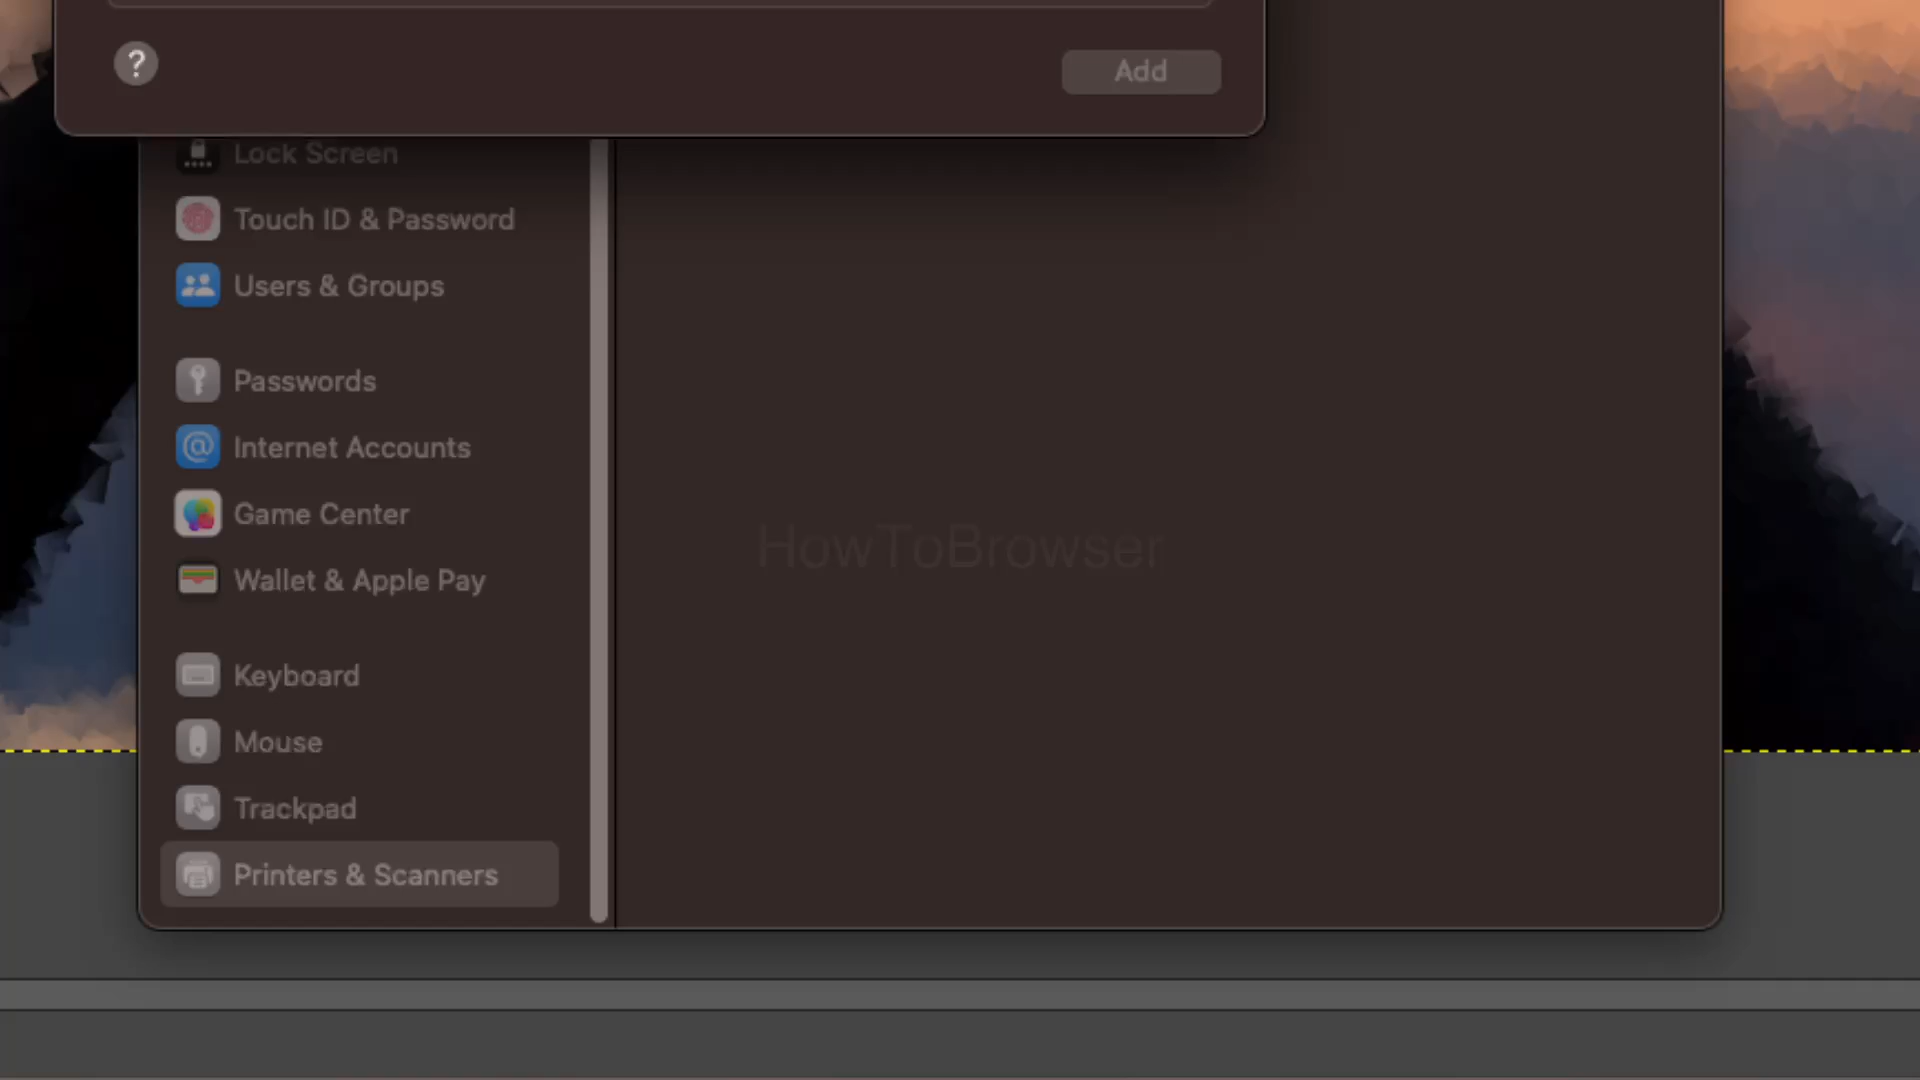 ?
Add
Lock Screen
Touch ID & Password
Users & Groups
Passwords
Internet Accounts
Game Center
HowToBrowser
Wallet & Apple Pay
Keyboard
Mouse
Trackpad
Printers & Scanners